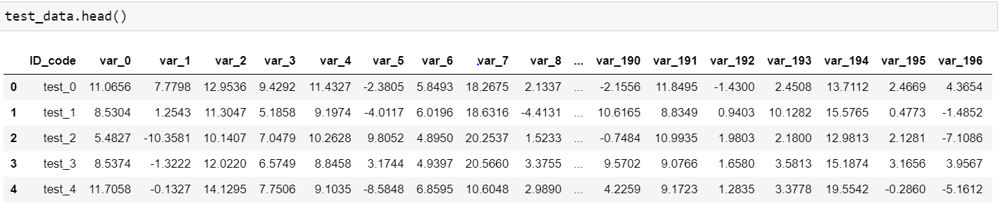 test_data.head()
ID_code var_0 var_1 var_2 var_3 var_4 var_5 var_6 var_7 var_8 ... var_190 var_191 var_192 var_193 var_194 var_195 var_196
0 test_0 11.0656 7.7798 12.9536 9.4292 11.4327 -2.3805 5.8493 18.2675 2.1337 ... -2.1556 11.8495 -1.4300 2.4508 13.7112 2.4669 4.3654
1 test_1 8.5304 1.2543 11.3047 5.1858 9.1974 -4.0117 6.0196 18.6316 -4.4131 ... 10.6165 8.8349 0.9403 10.1282 15.5765 0.4773 -1.4852
2 test_2 5.4827 -10.3581 10.1407 7.0479 10.2628 9.8052 4.8950 20.2537 1.5233 ... -0.7484 10.9935 1.9803 2.1800 12.9813 2.1281 -7.1086
3 test_3 8.5374 -1.3222 12.0220 6.5749 8.8458 3.1744 4.9397 20.5660 3.3755 ... 9.5702 9.0766 1.6580 3.5813 15.1874 3.1656 3.9567
4 test_4 11.7058 -0.1327 14.1295 7.7506 9.1035 -8.5848 6.8595 10.6048 2.9890 ... 4.2259 9.1723 1.2835 3.3778 19.5542 -0.2860 -5.1612